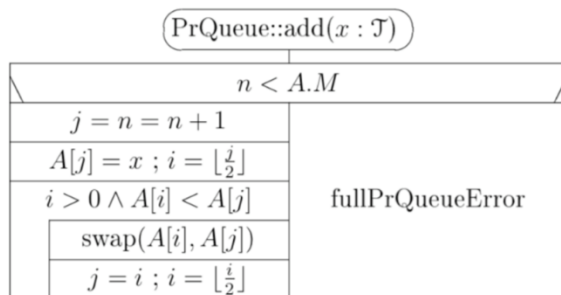 PrQueue::add(x : 𝒯)
n < A.M
j = n = n + 1
A[j] = x ; i = ⌊j/2⌋
i > 0 ∧ A[i] < A[j]
fullPrQueueError
swap(A[i], A[j])
j = i ; i = ⌊i/2⌋